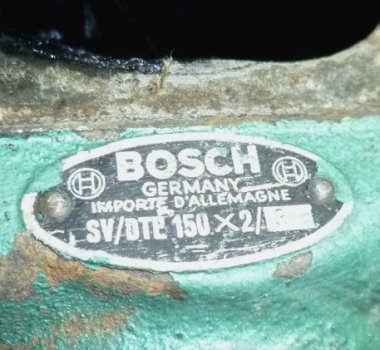 BOSCH
GERMANY
IMPORTE D'ALLEMAGNE
SV/DTE 150 X 2/